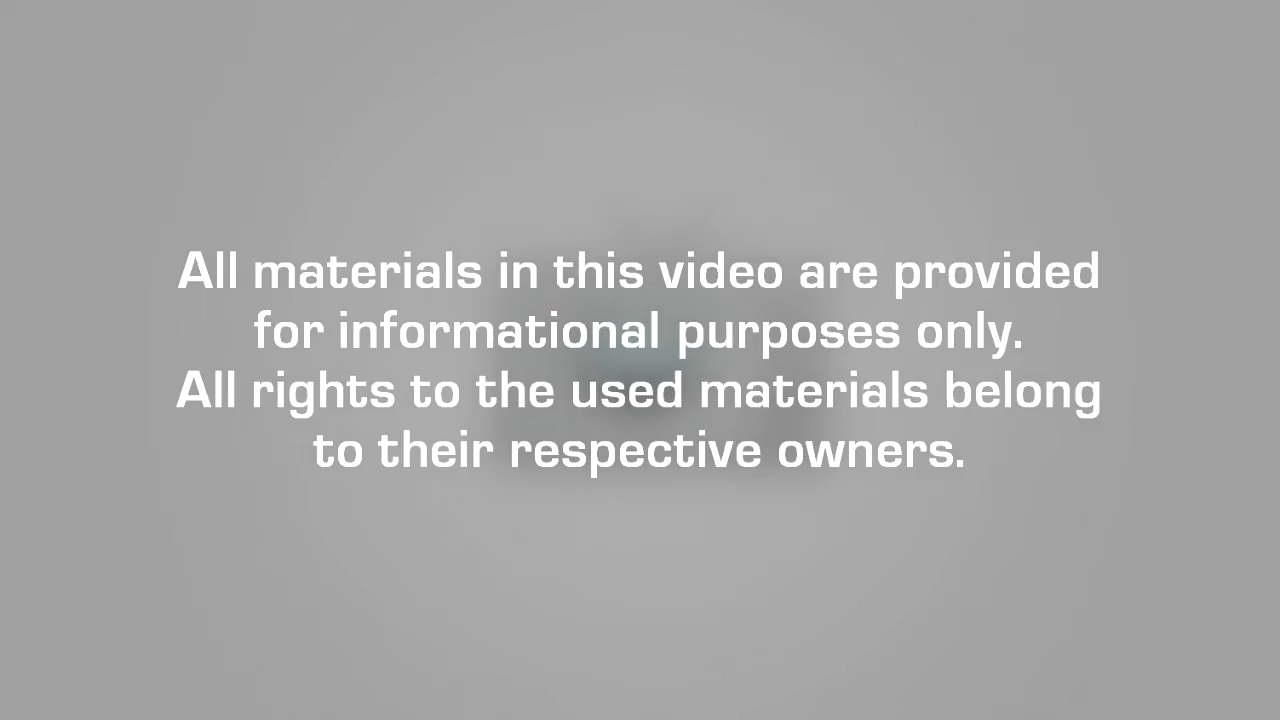 All materials in this video are provided
for informational purposes only.
All rights to the used materials belong
to their respective owners.